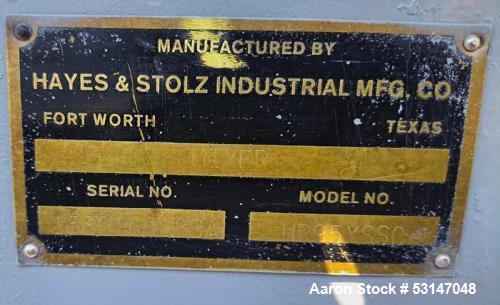 MANUFACTURED BY
HAYES & STOLZ INDUSTRIAL MFG. CO
FORT WORTH TEXAS
MIXER
SERIAL NO. MODEL NO.
Aaron Stock # 53147048